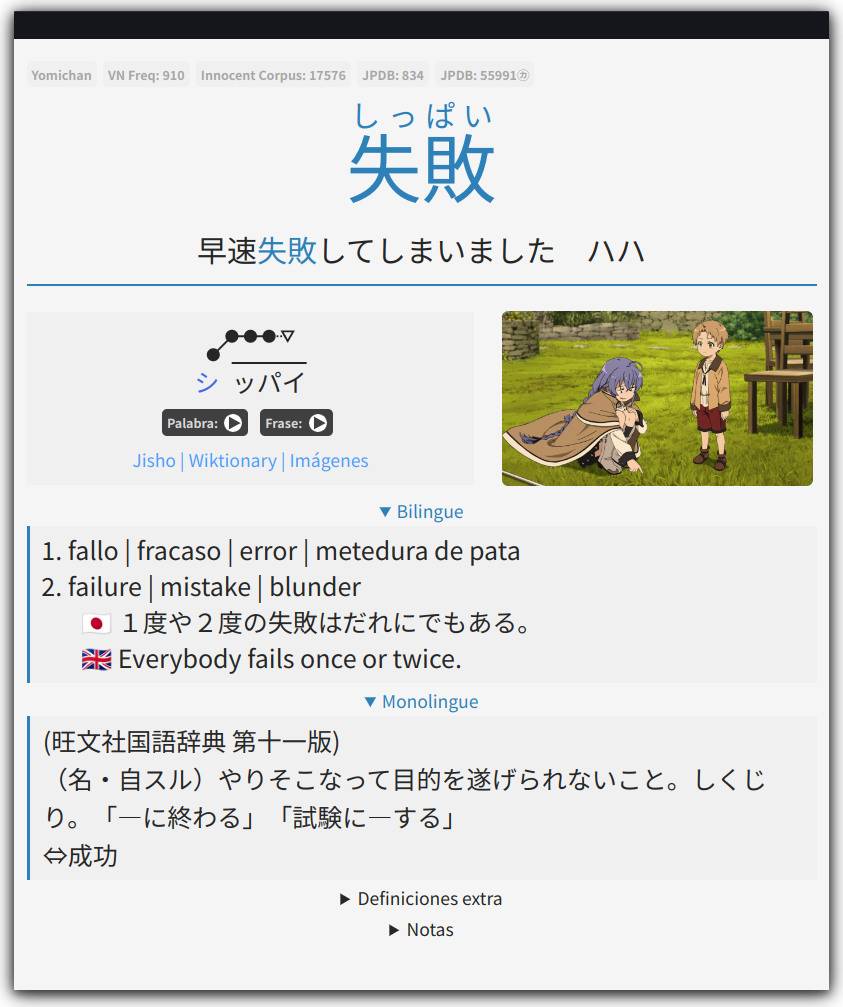 Yomichan VN Freq: 910 Innocent Corpus: 17576 JPDB: 834 JPDB: 55991㋕
しっぱい
失敗
早速失敗してしまいました　ハハ
シ ッパイ
Palabra: Frase:
Jisho | Wiktionary | Imágenes
▼ Bilingue
1. fallo | fracaso | error | metedura de pata
2. failure | mistake | blunder
🇯🇵 １度や２度の失敗はだれにでもある。
🇬🇧 Everybody fails once or twice.
▼ Monolingue
(旺文社国語辞典 第十一版)
（名・自スル）やりそこなって目的を遂げられないこと。しくじ
り。「―に終わる」「試験に―する」
⇔成功
▶ Definiciones extra
▶ Notas